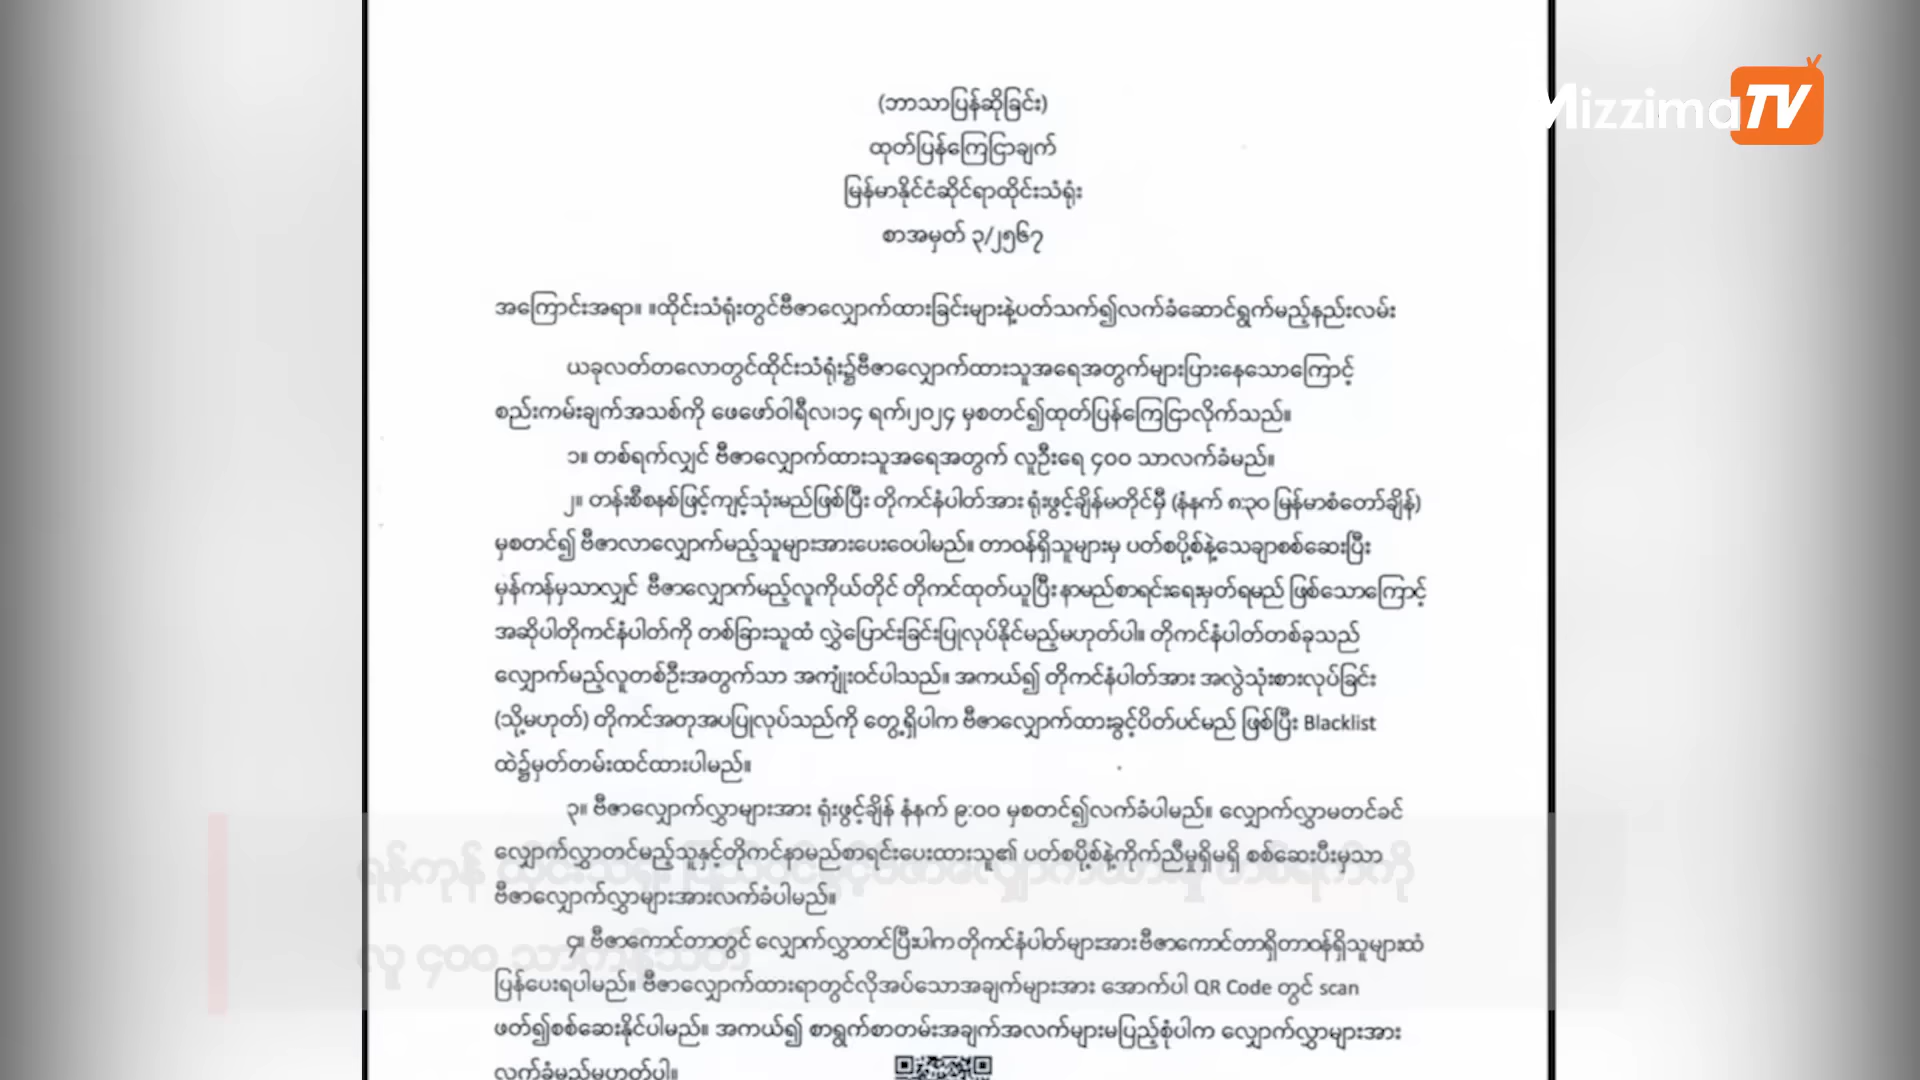 MizzimaTV
(ဘာသာပြန်ဆိုခြင်း)
ထုတ်ပြန်ကြေငြာချက်
မြန်မာနိုင်ငံဆိုင်ရာထိုင်းသံရုံး
စာအမှတ် ၃/၂၅၆၇
အကြောင်းအရာ။ ။ထိုင်းသံရုံးတွင်ဗီဇာလျှောက်ထားခြင်းများနဲ့ပတ်သက်၍လက်ခံဆောင်ရွက်မည့်နည်းလမ်း
ယခုလတ်တလောတွင်ထိုင်းသံရုံး၌ဗီဇာလျှောက်ထားသူအရေအတွက်များပြားနေသောကြောင့်
စည်းကမ်းချက်အသစ်ကို ဖေဖော်ဝါရီလ၊၁၄ ရက်၊၂၀၂၄ မှစတင်၍ထုတ်ပြန်ကြေငြာလိုက်သည်။
၁။ တစ်ရက်လျှင် ဗီဇာလျှောက်ထားသူအရေအတွက် လူဦးရေ ၄၀၀ သာလက်ခံမည်။
၂။ တန်းစီစနစ်ဖြင့်ကျင့်သုံးမည်ဖြစ်ပြီး တိုကင်နံပါတ်အား ရုံးဖွင့်ချိန်မတိုင်မှီ (နံနက် ၈:၃၀ မြန်မာစံတော်ချိန်)
မှစတင်၍ ဗီဇာလာလျှောက်မည့်သူများအားပေးဝေပါမည်။ တာဝန်ရှိသူများမှ ပတ်စပို့စ်နဲ့သေချာစစ်ဆေးပြီး
မှန်ကန်မှသာလျှင် ဗီဇာလျှောက်မည့်လူကိုယ်တိုင် တိုကင်ထုတ်ယူပြီးနာမည်စာရင်းရေးမှတ်ရမည် ဖြစ်သောကြောင့်
အဆိုပါတိုကင်နံပါတ်ကို တစ်ခြားသူထံ လွှဲပြောင်းခြင်းပြုလုပ်နိုင်မည့်မဟုတ်ပါ။ တိုကင်နံပါတ်တစ်ခုသည်
လျှောက်မည့်လူတစ်ဦးအတွက်သာ အကျုံးဝင်ပါသည်။ အကယ်၍ တိုကင်နံပါတ်အား အလွဲသုံးစားလုပ်ခြင်း
(သို့မဟုတ်) တိုကင်အတုအပပြုလုပ်သည်ကို တွေ့ရှိပါက ဗီဇာလျှောက်ထားခွင့်ပိတ်ပင်မည် ဖြစ်ပြီး Blacklist
ထဲ၌မှတ်တမ်းထင်ထားပါမည်။
၃။ ဗီဇာလျှောက်လွှာများအား ရုံးဖွင့်ချိန် နံနက် ၉:၀၀ မှစတင်၍လက်ခံပါမည်။ လျှောက်လွှာမတင်ခင်
လျှောက်လွှာတင်မည့်သူနှင့်တိုကင်နာမည်စာရင်းပေးထားသူ၏ ပတ်စပို့စ်နဲ့ကိုက်ညီမှုရှိမရှိ စစ်ဆေးပီးမှသာ
ဗီဇာလျှောက်လွှာများအားလက်ခံပါမည်။
၄။ ဗီဇာကောင်တာတွင် လျှောက်လွှာတင်ပြီးပါက တိုကင်နံပါတ်များအား ဗီဇာကောင်တာရှိတာဝန်ရှိသူများထံ
ပြန်ပေးရပါမည်။ ဗီဇာလျှောက်ထားရာတွင်လိုအပ်သောအချက်များအား အောက်ပါ QR Code တွင် scan
ဖတ်၍စစ်ဆေးနိုင်ပါမည်။ အကယ်၍ စာရွက်စာတမ်းအချက်အလက်များမပြည့်စုံပါက လျှောက်လွှာများအား
လက်ခံမည်မဟုတ်ပါ။
ရန်ကုန် ထိုင်းသံရုံး ပြည်ဝင်ခွင့်ဗီဇာလျှောက်ထားမှု တစ်ရက်ကို
လူ ၄၀၀ သာကန့်သတ်